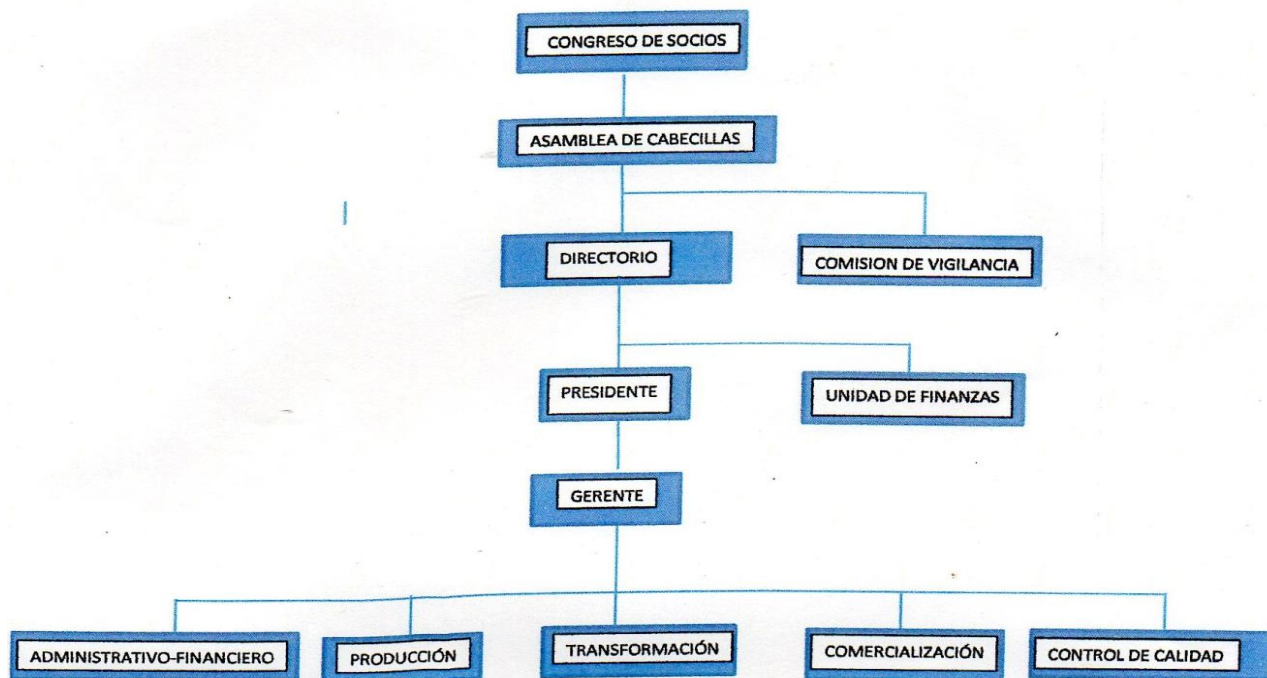 CONGRESO DE SOCIOS
ASAMBLEA DE CABECILLAS
DIRECTORIO
COMISION DE VIGILANCIA
PRESIDENTE
UNIDAD DE FINANZAS
GERENTE
ADMINISTRATIVO-FINANCIERO
PRODUCCIÓN
TRANSFORMACIÓN
COMERCIALIZACIÓN
CONTROL DE CALIDAD